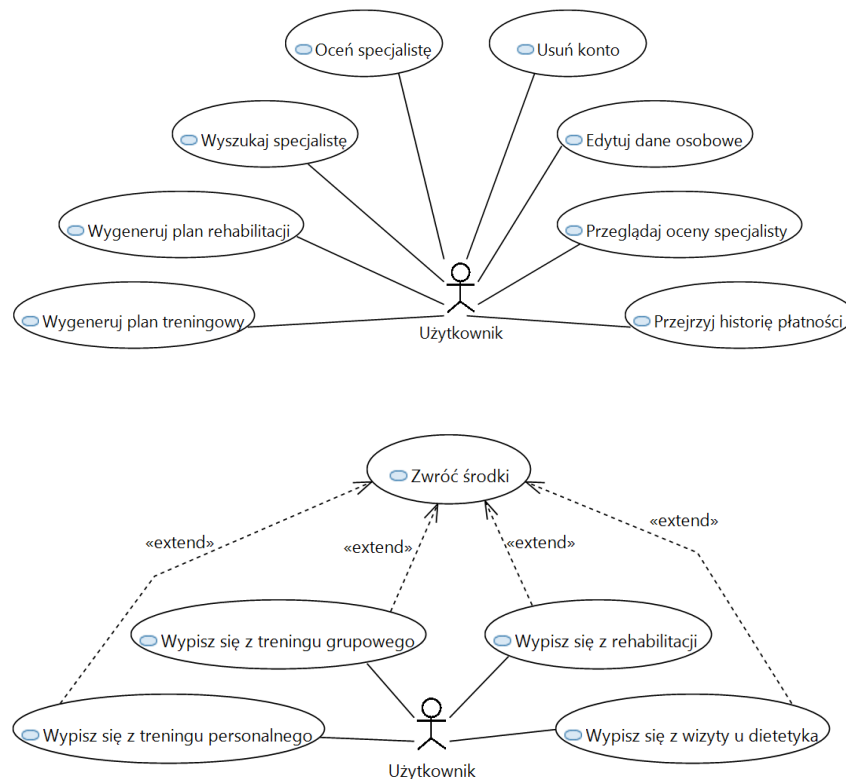 Oceń specjalistę
Usuń konto
Wyszukaj specjalistę
Edytuj dane osobowe
Wygeneruj plan rehabilitacji
Przeglądaj oceny specjalisty
Wygeneruj plan treningowy
Przejrzyj historię płatności
Użytkownik
Zwróć środki
«extend»
«extend»
«extend»
«extend»
Wypisz się z treningu grupowego
Wypisz się z rehabilitacji
Wypisz się z treningu personalnego
Wypisz się z wizyty u dietetyka
Użytkownik